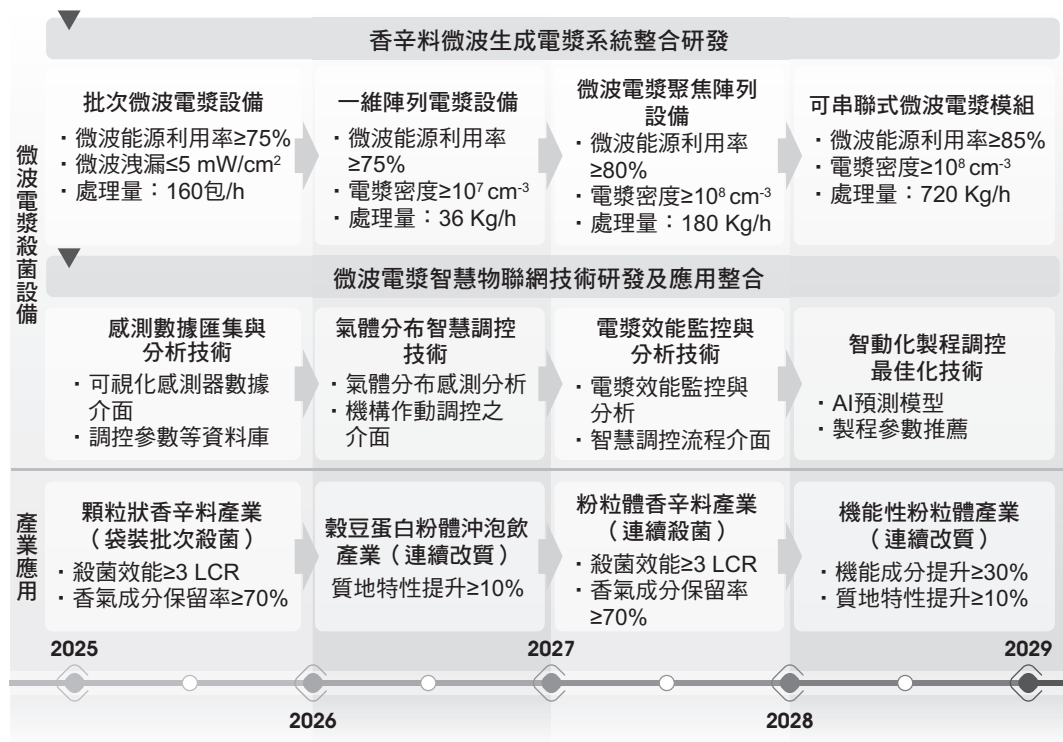 香辛料微波生成電漿系統整合研發
微波電漿殺菌設備
批次微波電漿設備
・微波能源利用率≥75%
・微波洩漏≤5 mW/cm²
・處理量：160包/h
一維陣列電漿設備
・微波能源利用率
≥75%
・電漿密度≥10⁷ cm⁻³
・處理量：36 Kg/h
微波電漿聚焦陣列
設備
・微波能源利用率
≥80%
・電漿密度≥10⁸ cm⁻³
・處理量：180 Kg/h
可串聯式微波電漿模組
・微波能源利用率≥85%
・電漿密度≥10⁸ cm⁻³
・處理量：720 Kg/h
微波電漿智慧物聯網技術研發及應用整合
感測數據匯集與
分析技術
・可視化感測器數據
介面
・調控參數等資料庫
氣體分布智慧調控
技術
・氣體分布感測分析
・機構作動調控之
介面
電漿效能監控與
分析技術
・電漿效能監控與
分析
・智慧調控流程介面
智動化製程調控
最佳化技術
・AI預測模型
・製程參數推薦
產業應用
顆粒狀香辛料產業
（袋裝批次殺菌）
・殺菌效能≥3 LCR
・香氣成分保留率≥70%
穀豆蛋白粉體沖泡飲
產業（連續改質）
質地特性提升≥10%
粉粒體香辛料產業
（連續殺菌）
・殺菌效能≥3 LCR
・香氣成分保留率
≥70%
機能性粉粒體產業
（連續改質）
・機能成分提升≥30%
・質地特性提升≥10%
2025
2026
2027
2028
2029